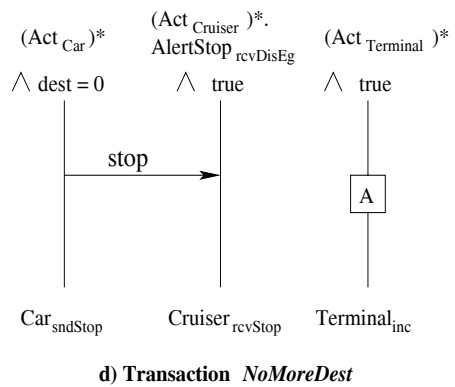 (Act Cruiser )*.
(Act Car )* AlertStop rcvDisEg (Act Terminal )*
∧ dest = 0 ∧ true ∧ true
stop
A
Car sndStop Cruiser rcvStop Terminal inc
d) Transaction NoMoreDest